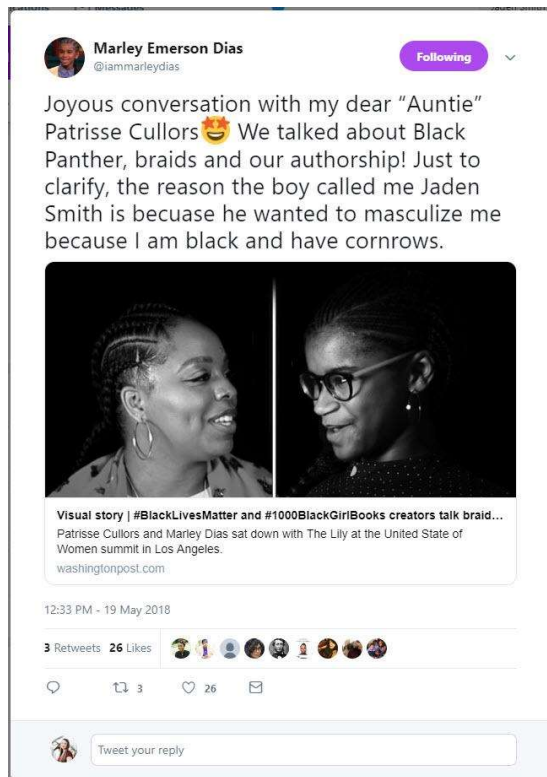 Marley Emerson Dias
@iammarleydias
Following
Joyous conversation with my dear “Auntie”
Patrisse Cullors🤩 We talked about Black
Panther, braids and our authorship! Just to
clarify, the reason the boy called me Jaden
Smith is becuase he wanted to masculize me
because I am black and have cornrows.
Visual story | #BlackLivesMatter and #1000BlackGirlBooks creators talk braid...
Patrisse Cullors and Marley Dias sat down with The Lily at the United State of
Women summit in Los Angeles.
washingtonpost.com
12:33 PM - 19 May 2018
3 Retweets 26 Likes
3 26
Tweet your reply